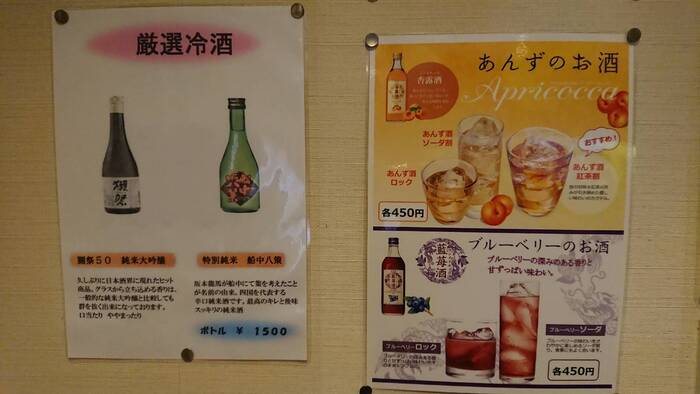 厳選冷酒
獺祭
獺祭50 純米大吟醸
久しぶりに日本酒界に現れたヒット
商品。グラスから立ち込める香りは、
一般的な純米大吟醸と比較しても
群を抜く出来になっております。
口当たり ややまったり
特別純米 船中八策
坂本龍馬が船中にて策を考えたこと
が名前の由来。四国を代表する
辛口純米酒です。最高のキレと後味
スッキリの純米酒
ボトル ¥ 1500
あんずのお酒
Apricocca
香露酒
あんず酒
ソーダ割
あんず酒
ロック
おすすめ!
あんず酒
紅茶割
各450円
ブルーベリーのお酒
藍苺酒
ブルーベリーの深みのある香りと
甘ずっぱい味わい。
ブルーベリーロック
ブルーベリーソーダ
各450円